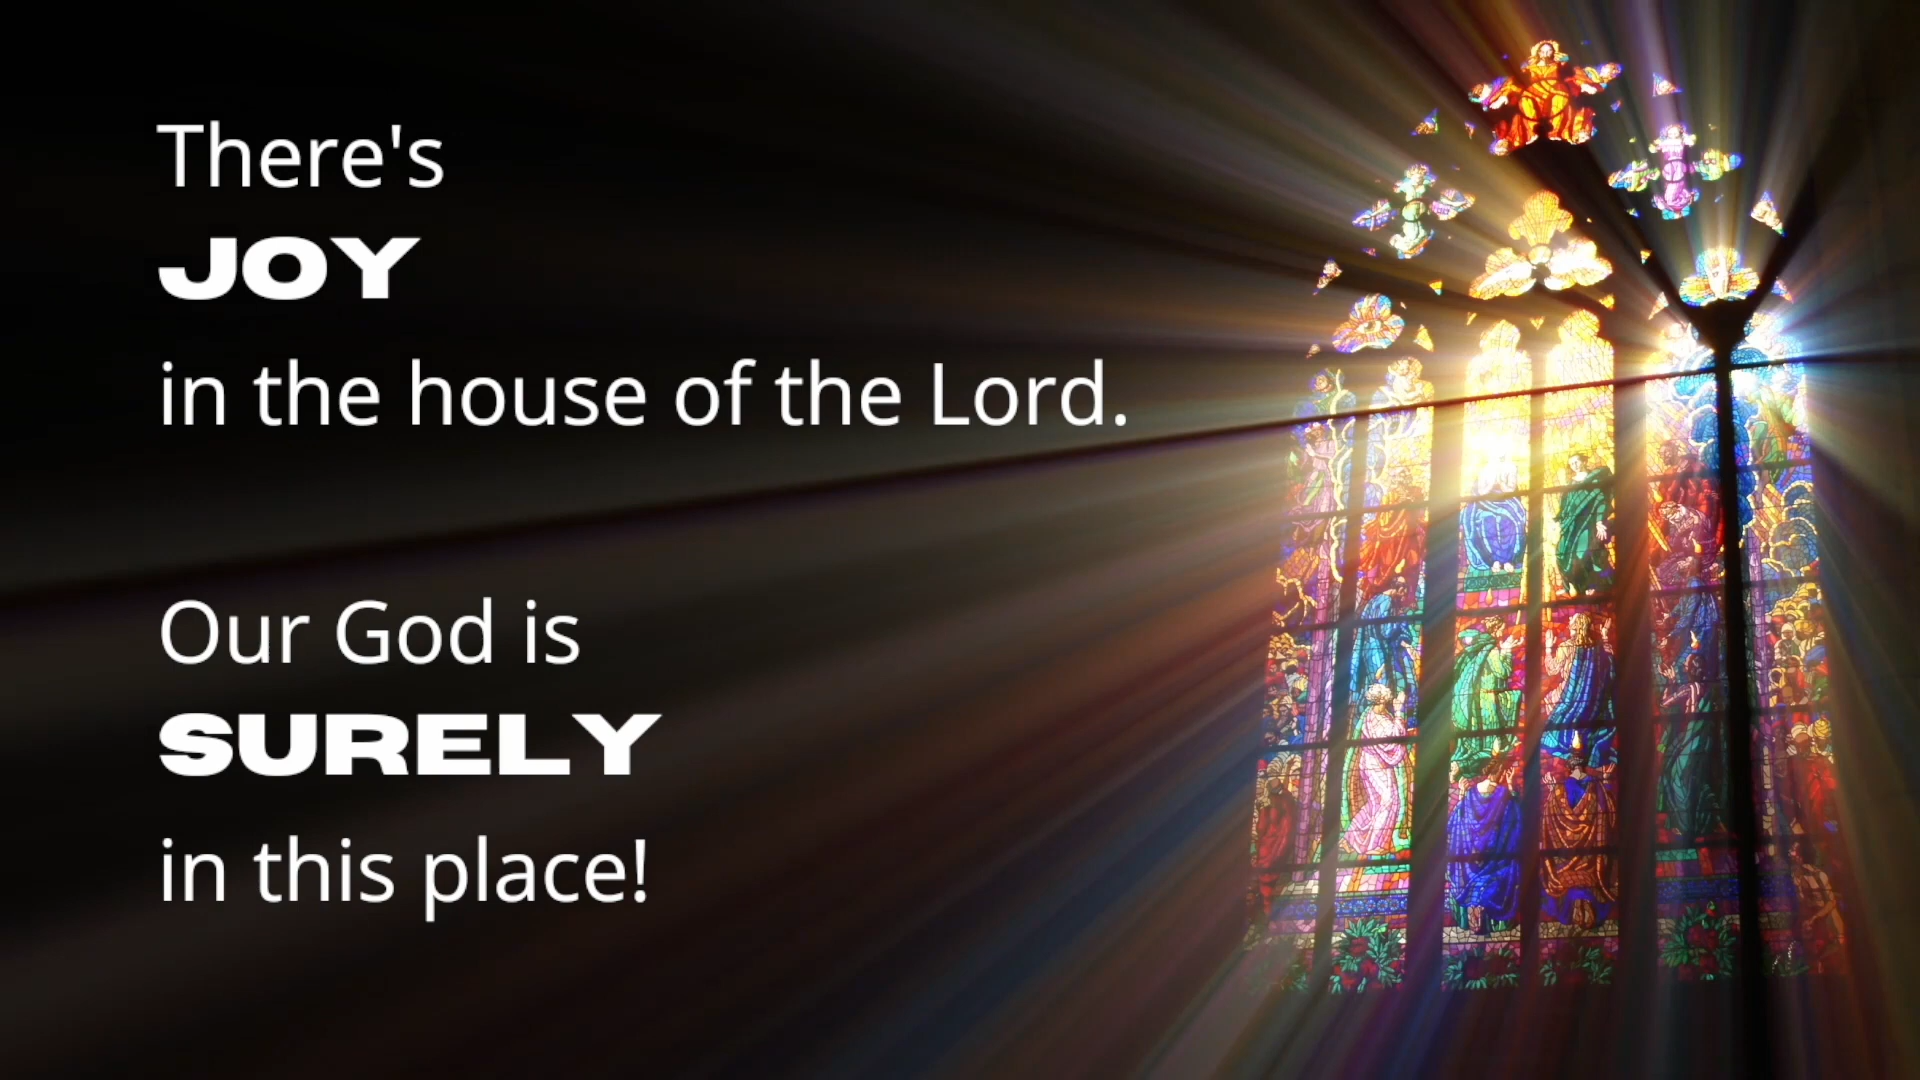 There's
JOY
in the house of the Lord.
Our God is
SURELY
in this place!